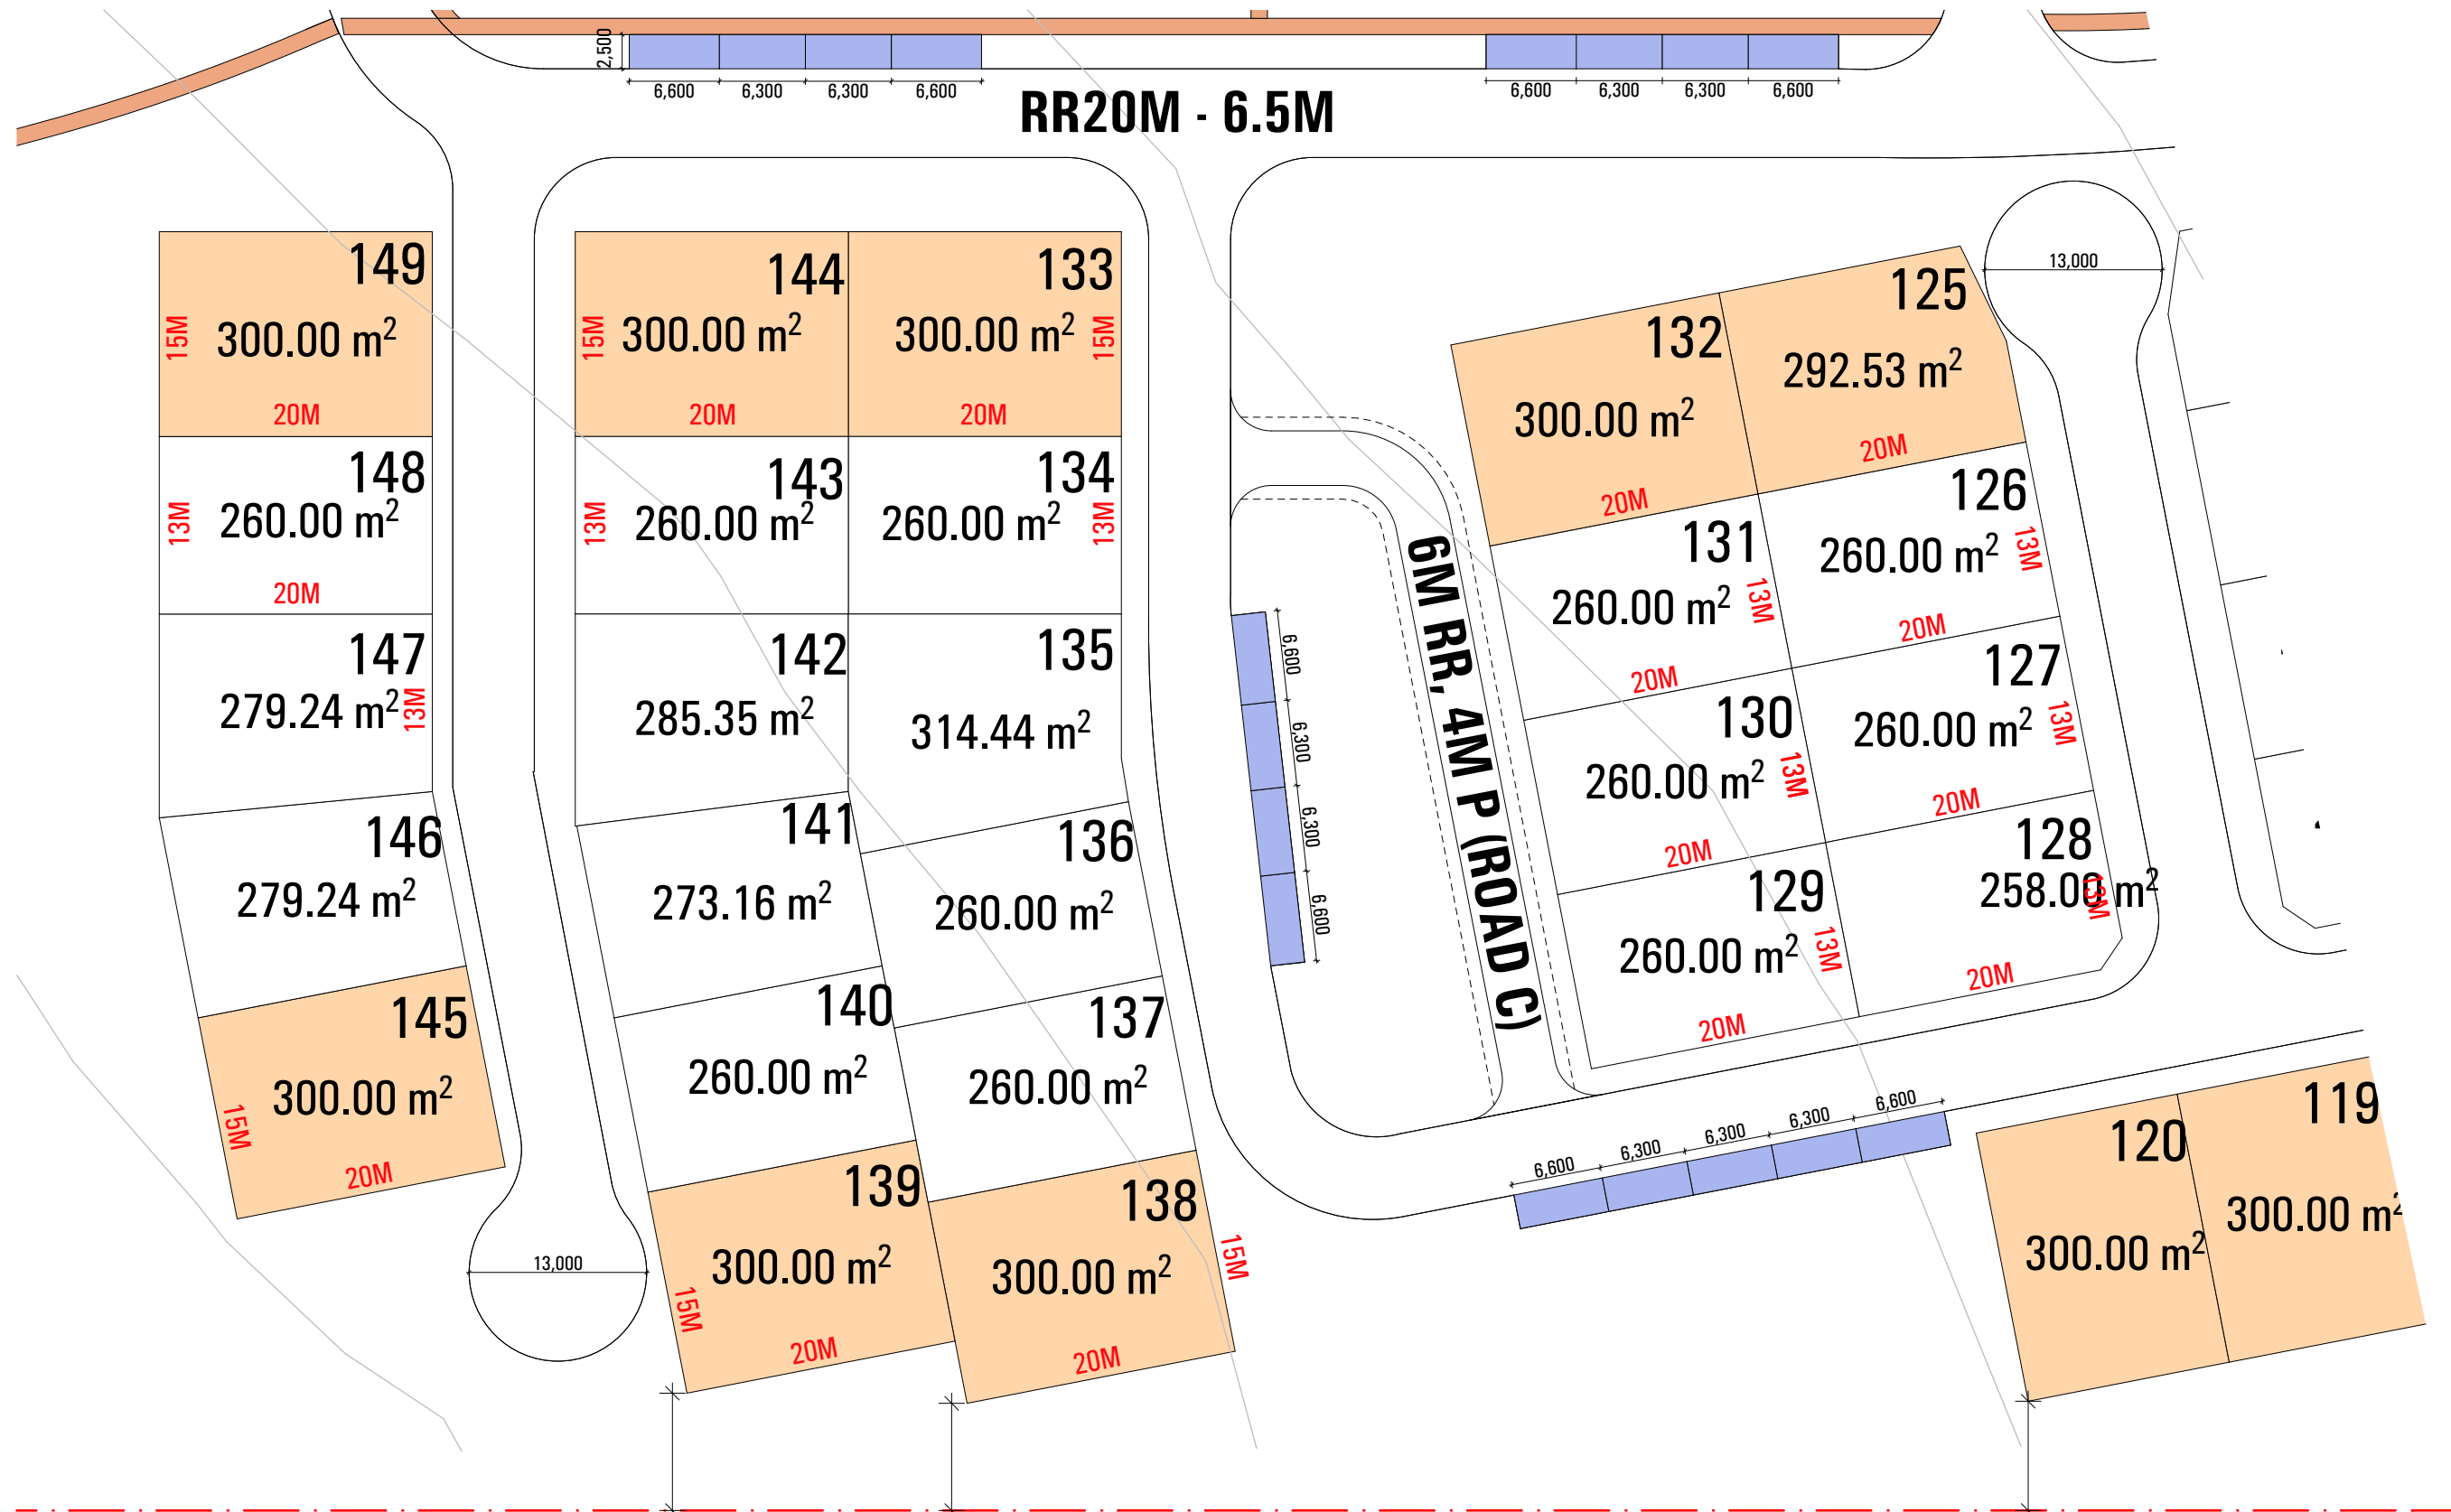 2,500
6,600 6,300 6,300 6,600
6,600 6,300 6,300 6,600
RR20M - 6.5M
149
300.00 m²
15M
20M
148
260.00 m²
13M
20M
147
279.24 m²
13M
146
279.24 m²
145
300.00 m²
15M
20M
13,000
144
300.00 m²
15M
20M
143
260.00 m²
13M
142
285.35 m²
141
273.16 m²
140
260.00 m²
139
300.00 m²
15M
20M
133
300.00 m²
15M
20M
134
260.00 m²
13M
135
314.44 m²
136
260.00 m²
137
260.00 m²
138
300.00 m²
15M
20M
6,600
6,300
6,300
6,600
6M RR, 4M P (ROAD C)
132
300.00 m²
20M
131
260.00 m²
13M
20M
130
260.00 m²
13M
20M
129
260.00 m²
13M
20M
125
292.53 m²
20M
126
260.00 m²
13M
20M
127
260.00 m²
13M
20M
128
258.00 m²
13M
20M
13,000
6,600 6,300 6,300 6,300 6,600
120
300.00 m²
119
300.00 m²